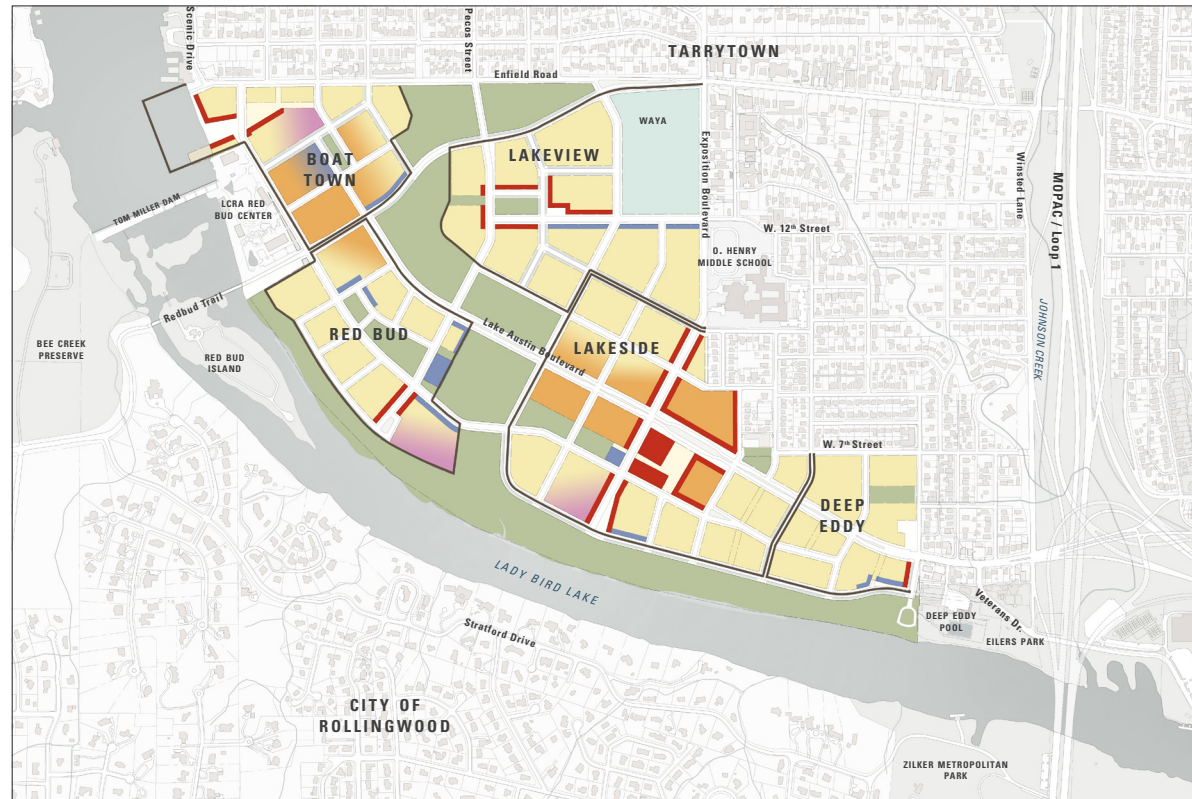 Scenic Drive
Pecos Street
TARRYTOWN
Enfield Road
WAYA
Exposition Boulevard
Winsted Lane
MOPAC / Loop 1
BOAT
TOWN
LAKEVIEW
TOM MILLER DAM
LCRA RED
BUD CENTER
W. 12th Street
O. HENRY
MIDDLE SCHOOL
JOHNSON CREEK
Redbud Trail
BEE CREEK
PRESERVE
RED BUD
ISLAND
RED BUD
Lake Austin Boulevard
LAKESIDE
W. 7th Street
DEEP
EDDY
LADY BIRD LAKE
Stratford Drive
Veterans Dr.
DEEP EDDY
POOL
EILERS PARK
CITY OF
ROLLINGWOOD
ZILKER METROPOLITAN
PARK